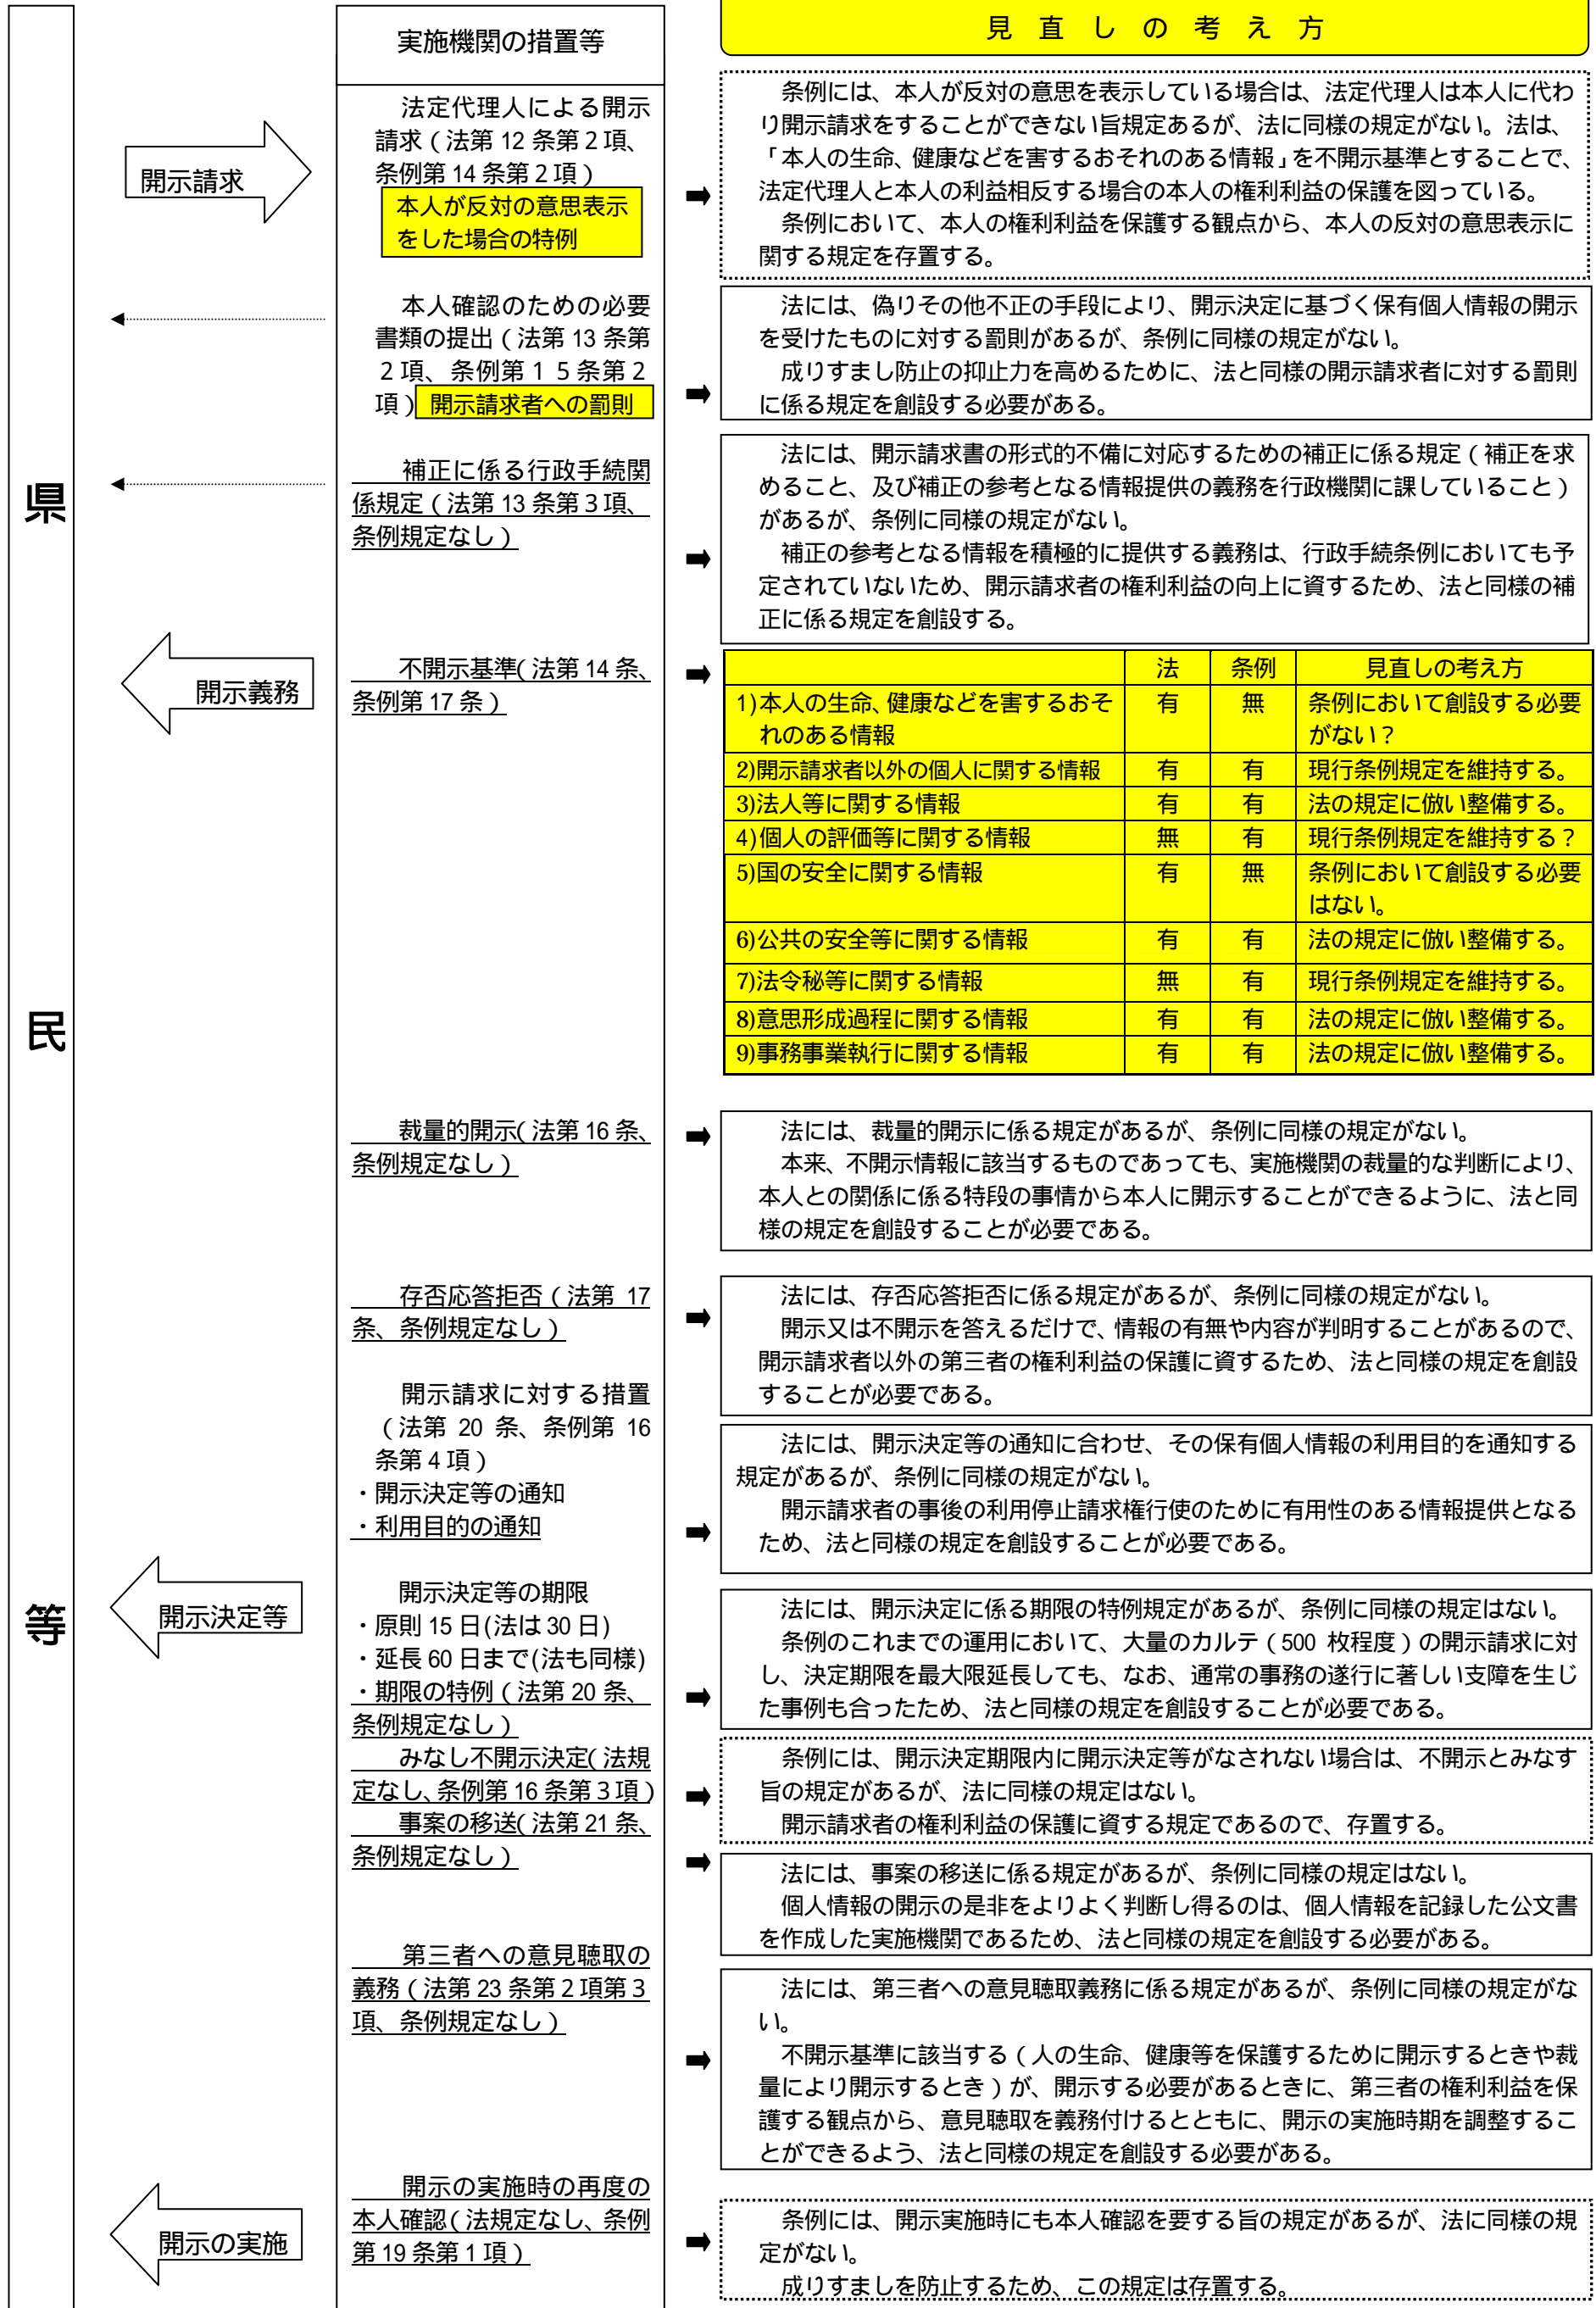 県
民
等
開示請求
開示義務
開示決定等
開示の実施
実施機関の措置等
法定代理人による開示
請求（法第 12 条第２項、
条例第 14 条第２項）
本人が反対の意思表示
をした場合の特例
本人確認のための必要
書類の提出（法第 13 条第
２項、条例第１５条第２
項）開示請求者への罰則
補正に係る行政手続関
係規定（法第 13 条第３項、
条例規定なし）
不開示基準（法第 14 条、
条例第 17 条）
裁量的開示（法第 16 条、
条例規定なし）
存否応答拒否（法第 17
条、条例規定なし）
開示請求に対する措置
（法第 20 条、条例第 16
条第４項）
・開示決定等の通知
・利用目的の通知
開示決定等の期限
・原則 15 日(法は 30 日)
・延長 60 日まで(法も同様)
・期限の特例（法第 20 条、
条例規定なし）
みなし不開示決定（法規
定なし、条例第 16 条第３項）
事案の移送（法第 21 条、
条例規定なし）
第三者への意見聴取の
義務（法第 23 条第２項第３
項、条例規定なし）
開示の実施時の再度の
本人確認（法規定なし、条例
第 19 条第１項）
見直しの考え方
条例には、本人が反対の意思を表示している場合は、法定代理人は本人に代わ
り開示請求をすることができない旨規定あるが、法に同様の規定がない。法は、
「本人の生命、健康などを害するおそれのある情報」を不開示基準とすることで、
法定代理人と本人の利益相反する場合の本人の権利利益の保護を図っている。
条例において、本人の権利利益を保護する観点から、本人の反対の意思表示に
関する規定を存置する。
法には、偽りその他不正の手段により、開示決定に基づく保有個人情報の開示
を受けたものに対する罰則があるが、条例に同様の規定がない。
成りすまし防止の抑止力を高めるために、法と同様の開示請求者に対する罰則
に係る規定を創設する必要がある。
法には、開示請求書の形式的不備に対応するための補正に係る規定（補正を求
めること、及び補正の参考となる情報提供の義務を行政機関に課していること）
があるが、条例に同様の規定がない。
補正の参考となる情報を積極的に提供する義務は、行政手続条例においても予
定されていないため、開示請求者の権利利益の向上に資するため、法と同様の補
正に係る規定を創設する。
法 条例 見直しの考え方
1)本人の生命、健康などを害するおそ 有 無 条例において創設する必要
れのある情報 がない？
2)開示請求者以外の個人に関する情報 有 有 現行条例規定を維持する。
3)法人等に関する情報 有 有 法の規定に倣い整備する。
4)個人の評価等に関する情報 無 有 現行条例規定を維持する？
5)国の安全に関する情報 有 無 条例において創設する必要
はない。
6)公共の安全等に関する情報 有 有 法の規定に倣い整備する。
7)法令秘等に関する情報 無 有 現行条例規定を維持する。
8)意思形成過程に関する情報 有 有 法の規定に倣い整備する。
9)事務事業執行に関する情報 有 有 法の規定に倣い整備する。
法には、裁量的開示に係る規定があるが、条例に同様の規定がない。
本来、不開示情報に該当するものであっても、実施機関の裁量的な判断により、
本人との関係に係る特段の事情から本人に開示することができるように、法と同
様の規定を創設することが必要である。
法には、存否応答拒否に係る規定があるが、条例に同様の規定がない。
開示又は不開示を答えるだけで、情報の有無や内容が判明することがあるので、
開示請求者以外の第三者の権利利益の保護に資するため、法と同様の規定を創設
することが必要である。
法には、開示決定等の通知に合わせ、その保有個人情報の利用目的を通知する
規定があるが、条例に同様の規定がない。
開示請求者の事後の利用停止請求権行使のために有用性のある情報提供となる
ため、法と同様の規定を創設することが必要である。
法には、開示決定に係る期限の特例規定があるが、条例に同様の規定はない。
条例のこれまでの運用において、大量のカルテ（500 枚程度）の開示請求に対
し、決定期限を最大限延長しても、なお、通常の事務の遂行に著しい支障を生じ
た事例も合ったため、法と同様の規定を創設することが必要である。
条例には、開示決定期限内に開示決定等がなされない場合は、不開示とみなす
旨の規定があるが、法に同様の規定はない。
開示請求者の権利利益の保護に資する規定であるので、存置する。
法には、事案の移送に係る規定があるが、条例に同様の規定はない。
個人情報の開示の是非をよりよく判断し得るのは、個人情報を記録した公文書
を作成した実施機関であるため、法と同様の規定を創設する必要がある。
法には、第三者への意見聴取義務に係る規定があるが、条例に同様の規定がな
い。
不開示基準に該当する（人の生命、健康等を保護するために開示するときや裁
量により開示するとき）が、開示する必要があるときに、第三者の権利利益を保
護する観点から、意見聴取を義務付けるとともに、開示の実施時期を調整するこ
とができるよう、法と同様の規定を創設する必要がある。
条例には、開示実施時にも本人確認を要する旨の規定があるが、法に同様の規
定がない。
成りすましを防止するため、この規定は存置する。